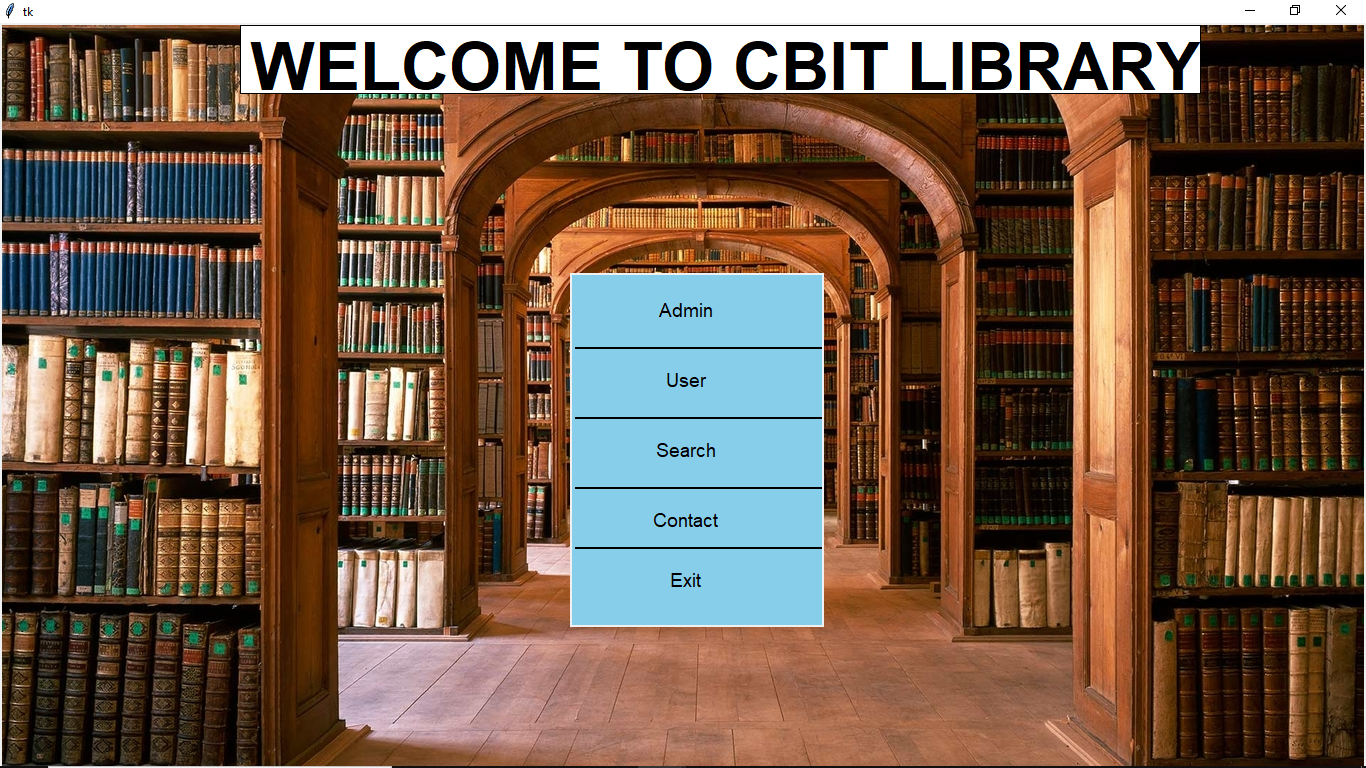 tk
WELCOME TO CBIT LIBRARY
Admin
User
Search
Contact
Exit